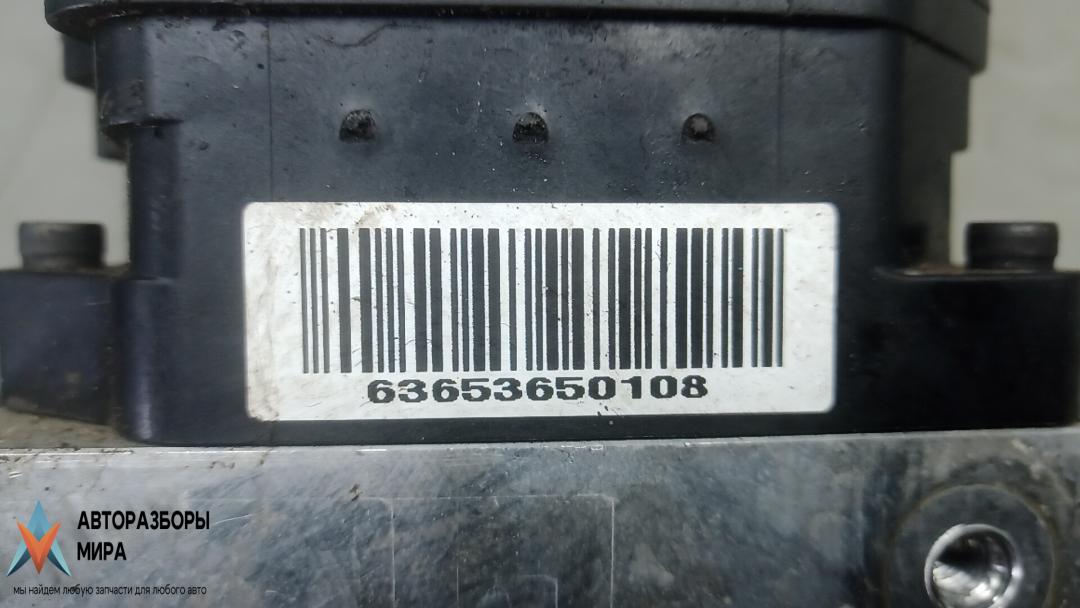 63653650108
АВТОРАЗБОРЫ
МИРА
мы найдем любую запчасти для любого авто